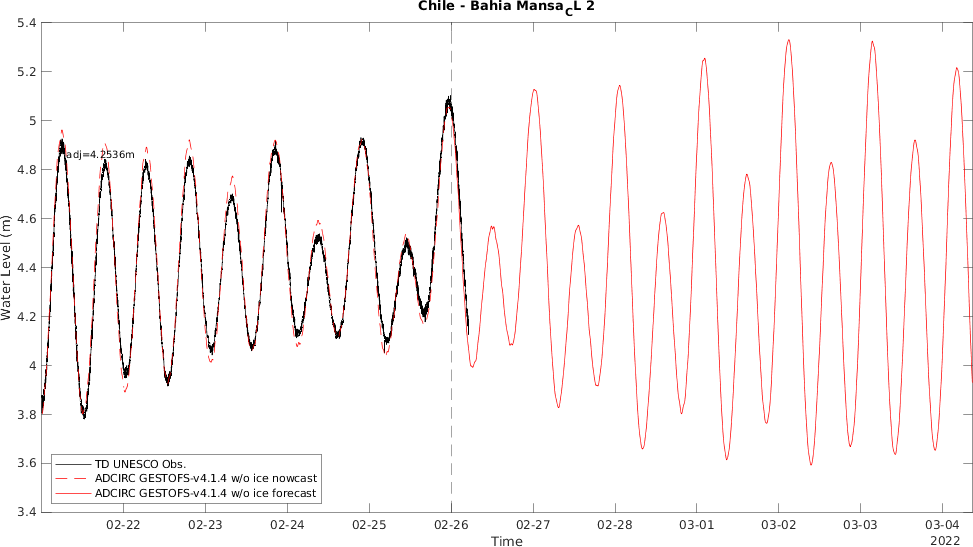 Chile - Bahia Mansa_CL 2
5.4
5.2
5
4.8
4.6
4.4
4.2
4
3.8
3.6
3.4
Water Level (m)
adj=4.2536m
TD UNESCO Obs.
ADCIRC GESTOFS-v4.1.4 w/o ice nowcast
ADCIRC GESTOFS-v4.1.4 w/o ice forecast
02-22 02-23 02-24 02-25 02-26 02-27 02-28 03-01 03-02 03-03 03-04
2022
Time